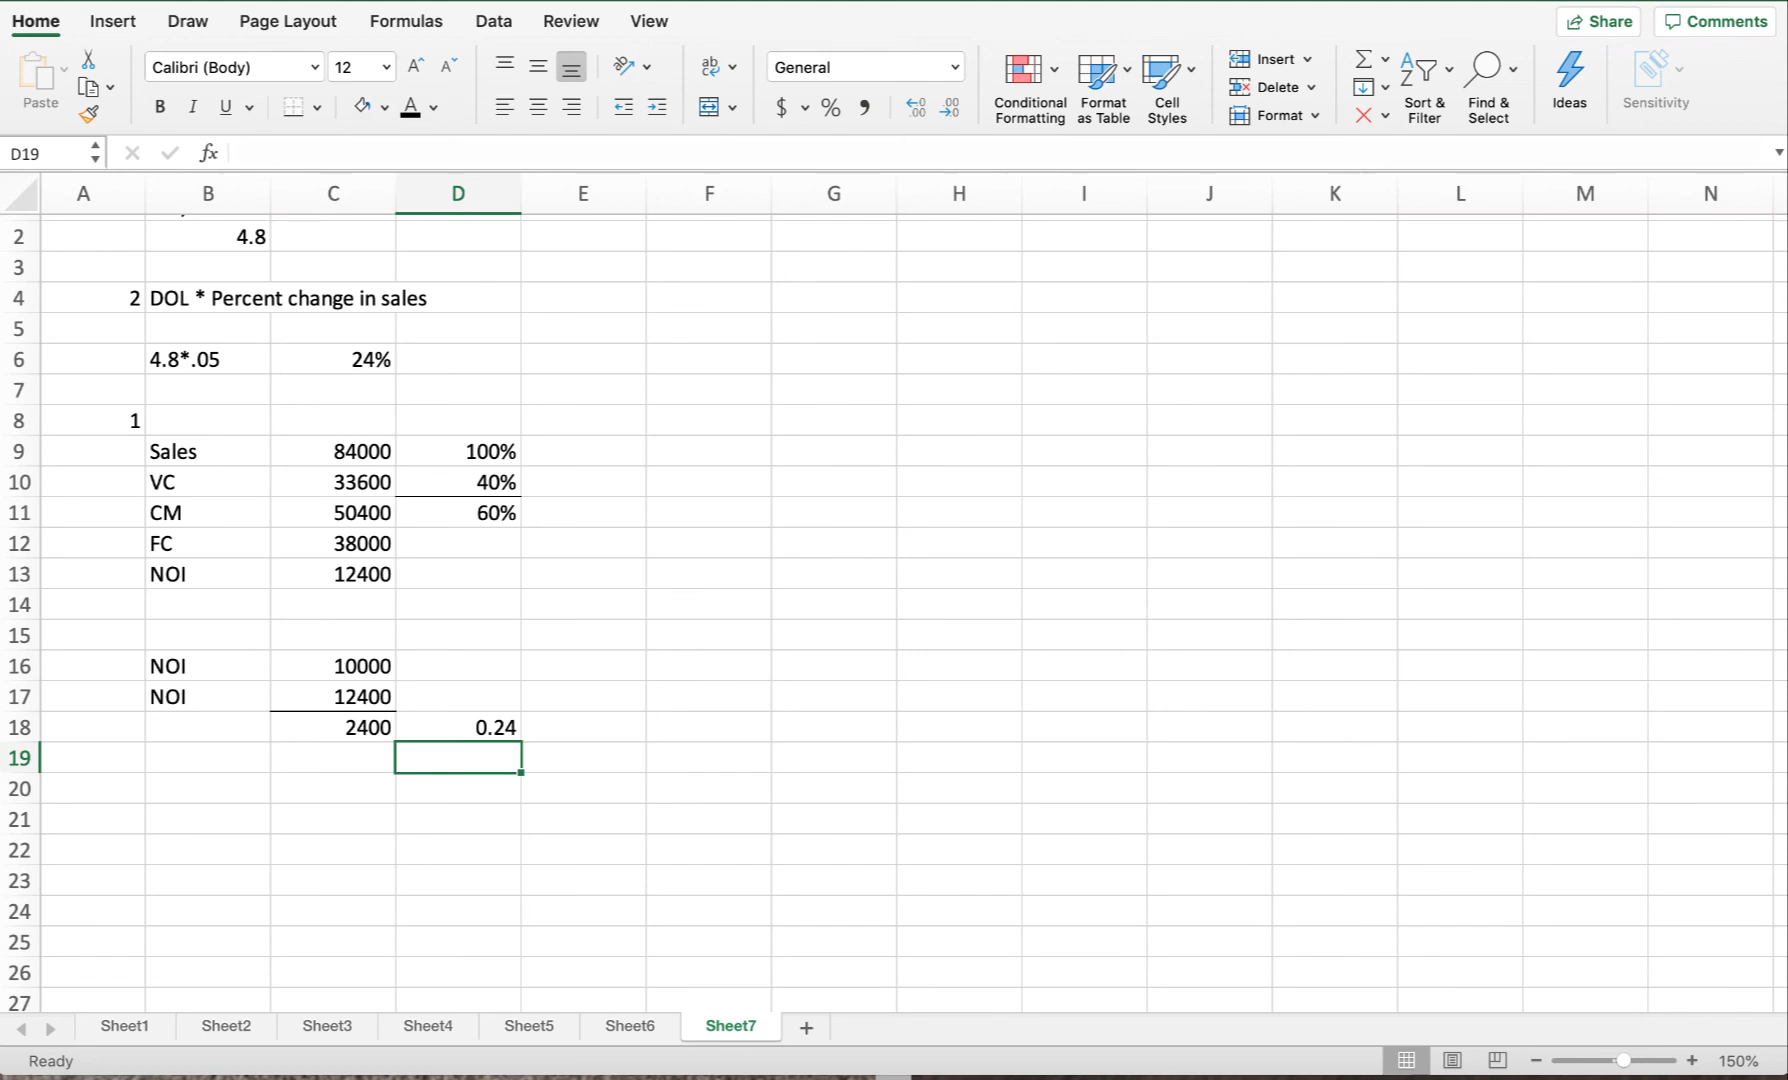 Home Insert Draw Page Layout Formulas Data Review View Share Comments
Paste Calibri (Body) 12 A A B I U A ab c General $ % 9 .0 .00 Conditional Formatting Format as Table Cell Styles Insert Delete Format Σ A Z Sort & Filter Find & Select Ideas Sensitivity
D19 fx
A B C D E F G H I J K L M N
2 4.8
3
4 2 DOL * Percent change in sales
5
6 4.8*.05 24%
7
8 1
9 Sales 84000 100%
10 VC 33600 40%
11 CM 50400 60%
12 FC 38000
13 NOI 12400
14
15
16 NOI 10000
17 NOI 12400
18 2400 0.24
19
20
21
22
23
24
25
26
27
Sheet1 Sheet2 Sheet3 Sheet4 Sheet5 Sheet6 Sheet7 +
Ready − + 150%